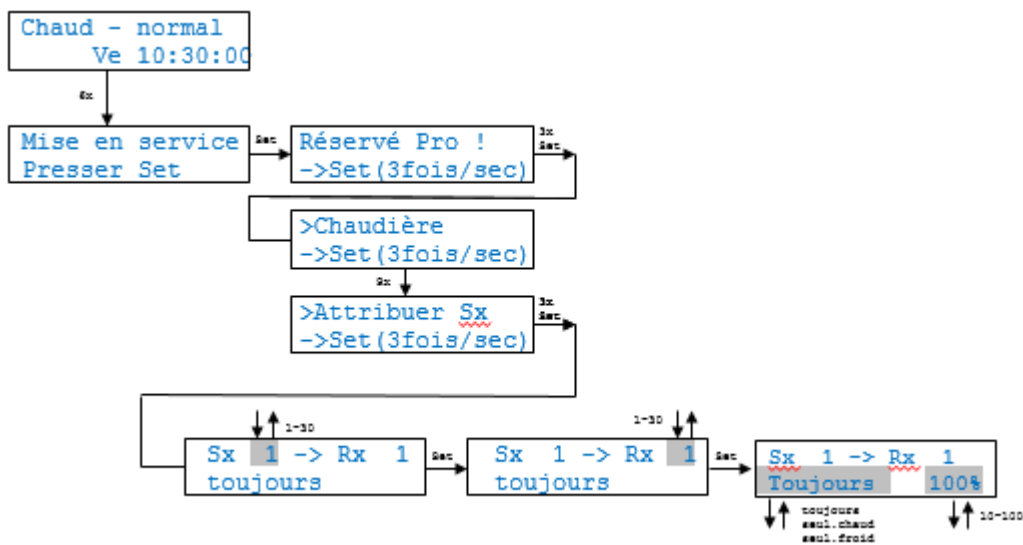 Chaud - normal
Ve 10:30:00
Mise en service
Presser Set
Set
Réservé Pro !
->Set(3fois/sec)
3x
Set
>Chaudière
->Set(3fois/sec)
>Attribuer Sx
->Set(3fois/sec)
3x
Set
1-30
Sx 1 -> Rx 1
toujours
Set
1-30
Sx 1 -> Rx 1
toujours
Set
Sx 1 -> Rx 1
Toujours 100%
toujours
seul.chaud
seul.froid
10-100